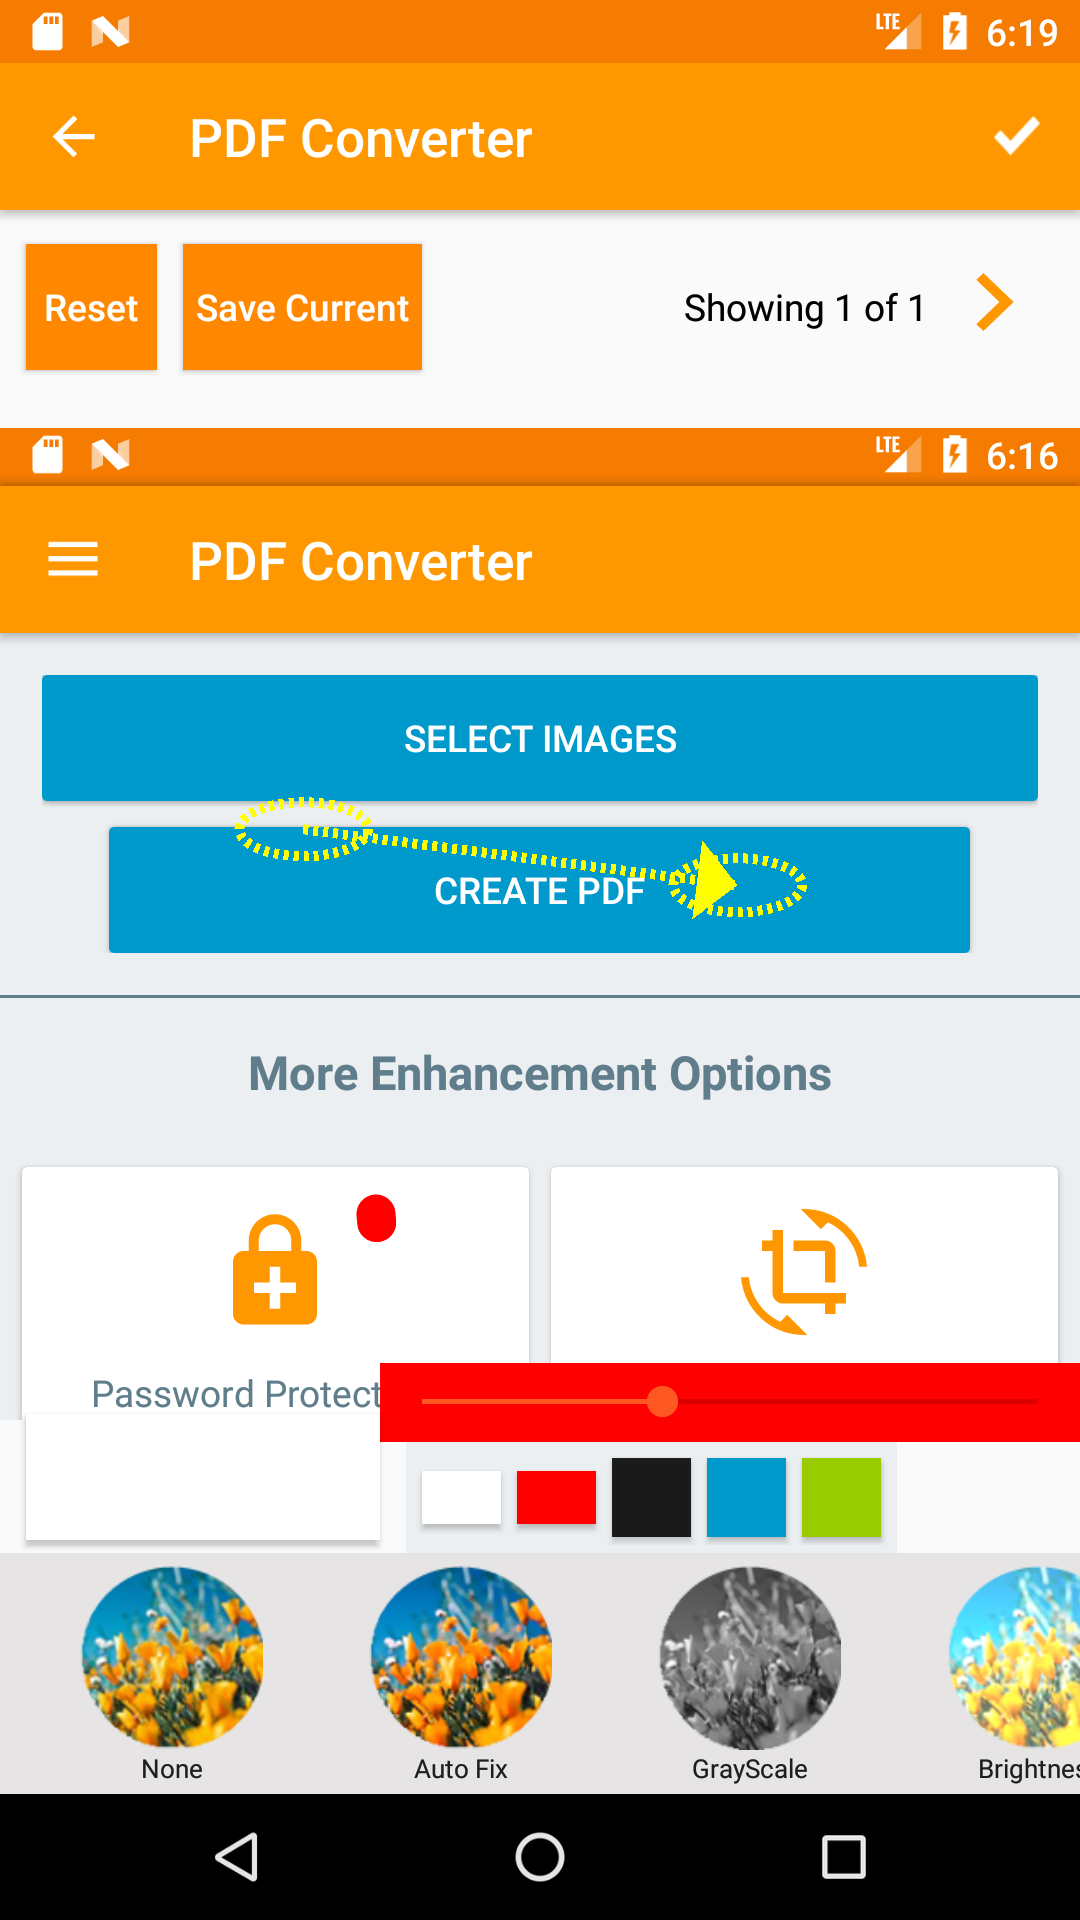 LTE 6:19
PDF Converter
Reset Save Current Showing 1 of 1
LTE 6:16
PDF Converter
SELECT IMAGES
CREATE PDF
More Enhancement Options
Password Protect
None Auto Fix GrayScale Brightnes